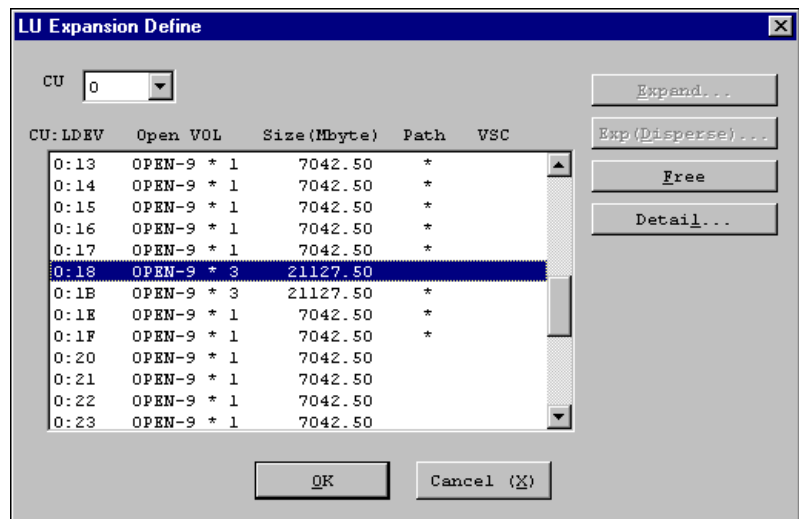 LU Expansion Define
CU 0
Expand...
CU:LDEV Open VOL Size(Mbyte) Path VSC
Exp(Disperse)...
0:13 OPEN-9 * 1 7042.50 *
0:14 OPEN-9 * 1 7042.50 *
Free
0:15 OPEN-9 * 1 7042.50 *
0:16 OPEN-9 * 1 7042.50 *
Detail...
0:17 OPEN-9 * 1 7042.50 *
0:18 OPEN-9 * 3 21127.50
0:1B OPEN-9 * 3 21127.50 *
0:1E OPEN-9 * 1 7042.50 *
0:1F OPEN-9 * 1 7042.50 *
0:20 OPEN-9 * 1 7042.50
0:21 OPEN-9 * 1 7042.50
0:22 OPEN-9 * 1 7042.50
0:23 OPEN-9 * 1 7042.50
OK Cancel (X)